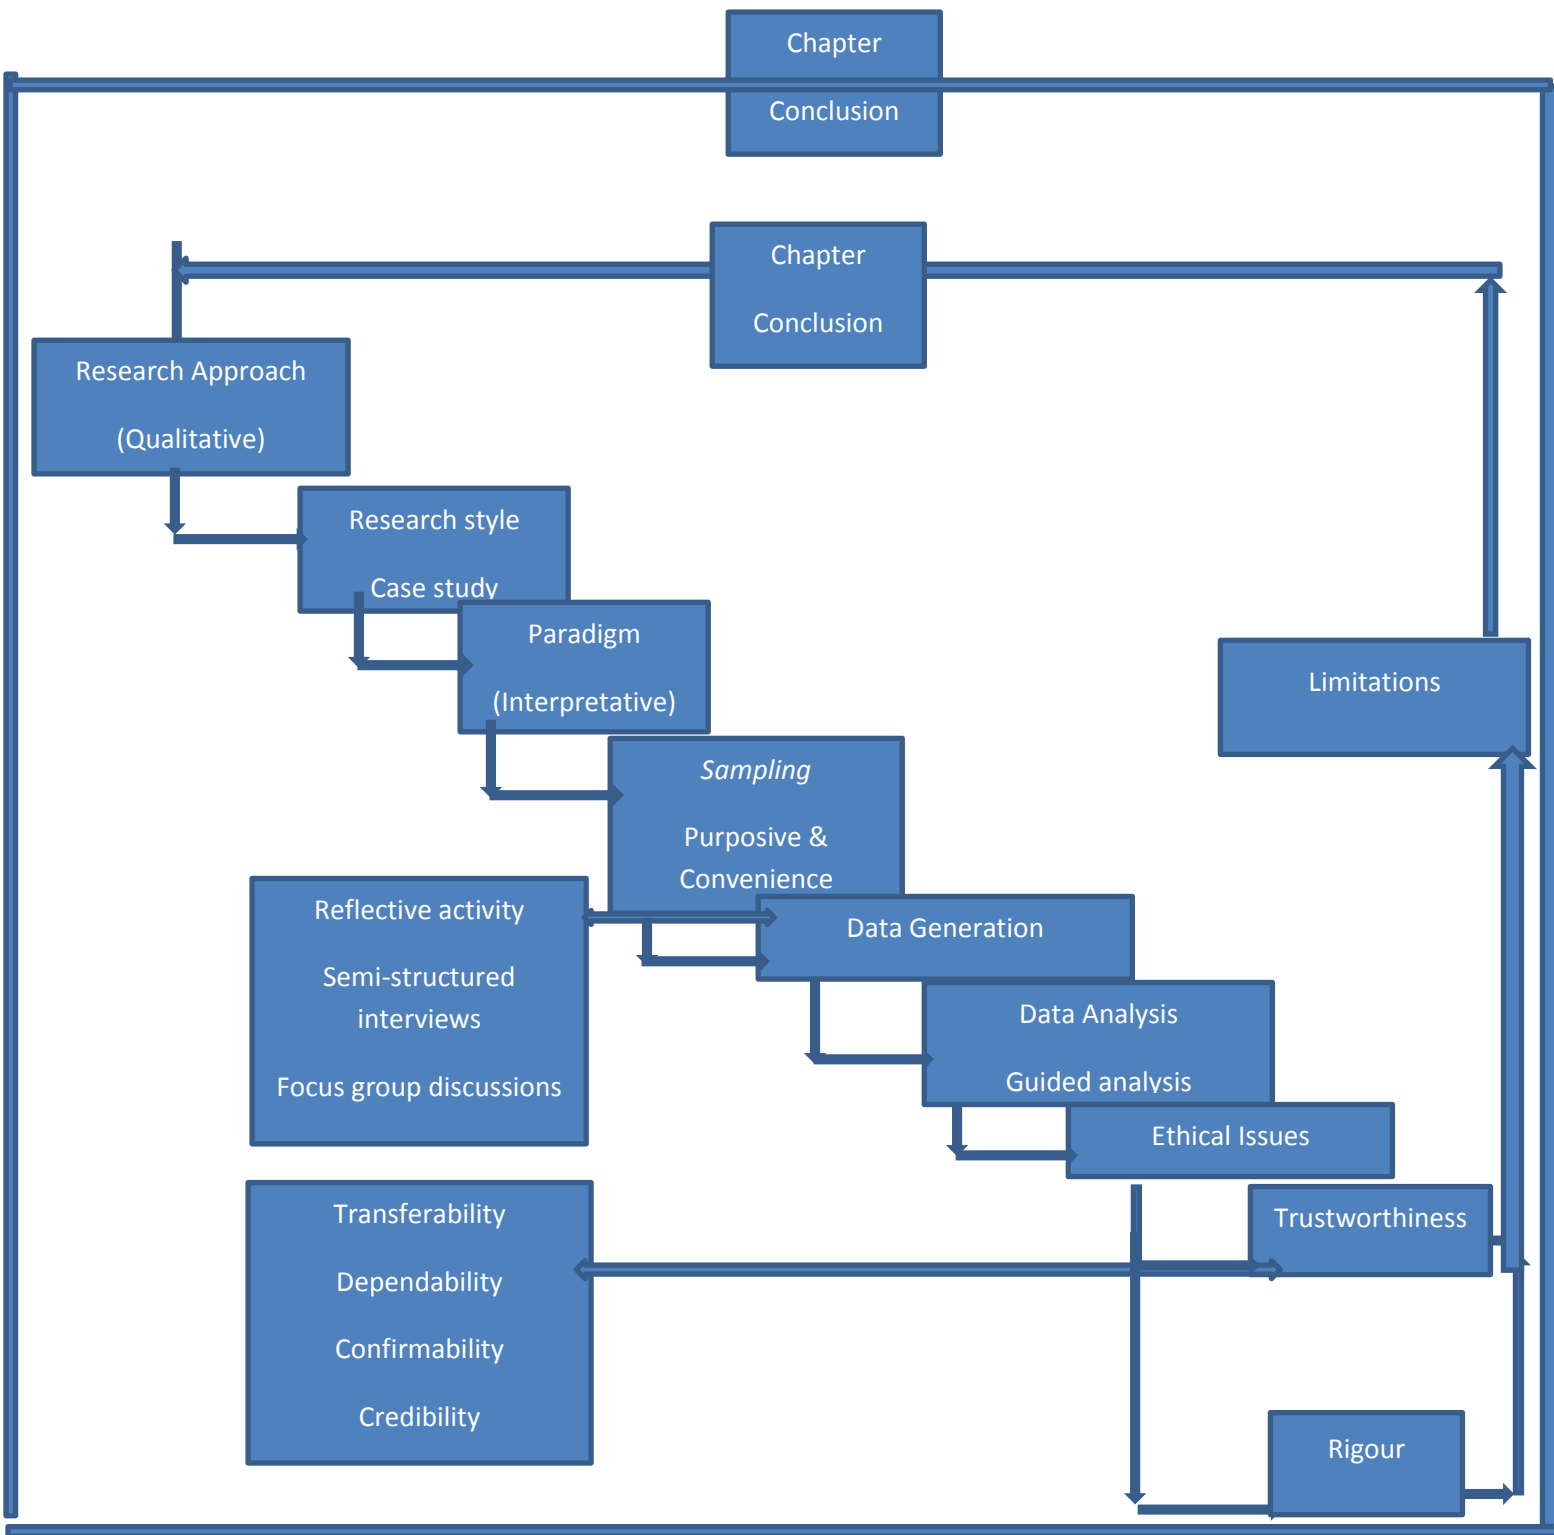 Chapter
Conclusion
Chapter
Conclusion
Research Approach
(Qualitative)
Research style
Case study
Paradigm
(Interpretative)
Limitations
Sampling
Purposive &
Convenience
Reflective activity
Semi-structured
interviews
Focus group discussions
Data Generation
Data Analysis
Guided analysis
Ethical Issues
Transferability
Dependability
Confirmability
Credibility
Trustworthiness
Rigour